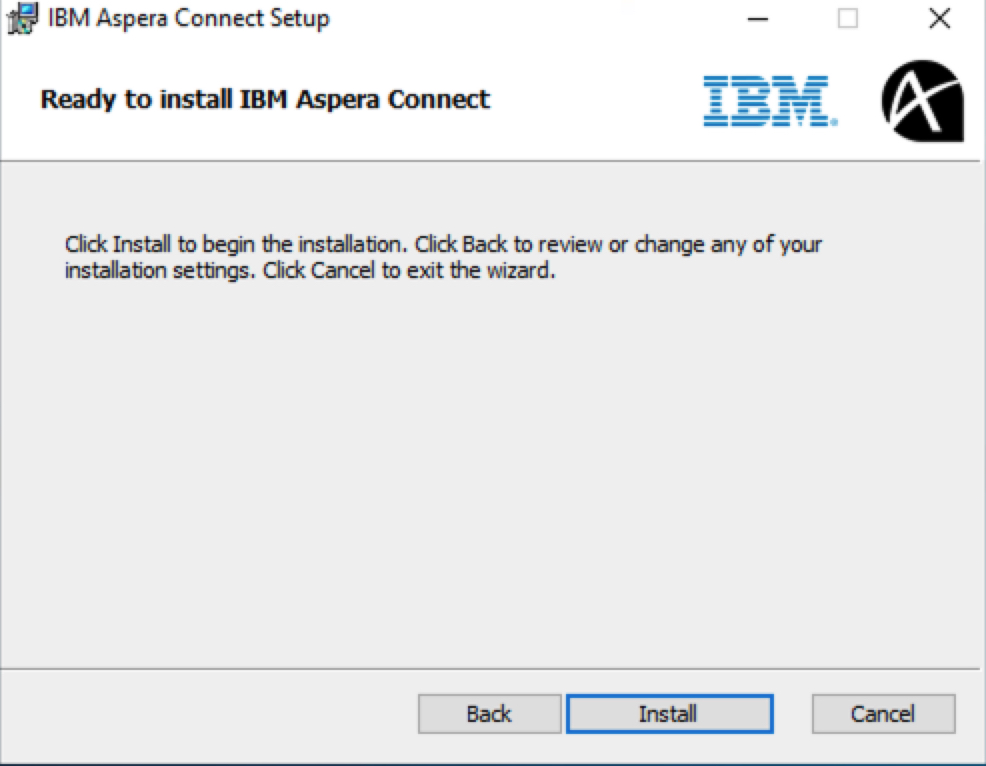 IBM Aspera Connect Setup
Ready to install IBM Aspera Connect
IBM.
Click Install to begin the installation. Click Back to review or change any of your
installation settings. Click Cancel to exit the wizard.
Back
Install
Cancel